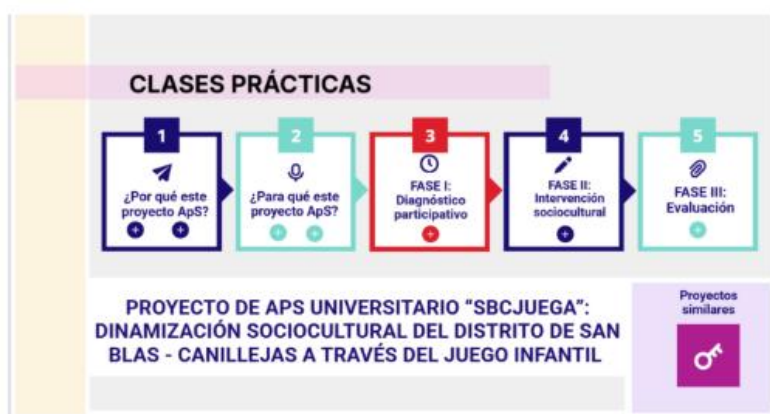 CLASES PRÁCTICAS
1
¿Por qué este
proyecto ApS?
2
¿Para qué este
proyecto ApS?
3
FASE I:
Diagnóstico
participativo
4
FASE II:
Intervención
sociocultural
5
FASE III:
Evaluación
PROYECTO DE APS UNIVERSITARIO “SBCJUEGA”:
DINAMIZACIÓN SOCIOCULTURAL DEL DISTRITO DE SAN
BLAS - CANILLEJAS A TRAVÉS DEL JUEGO INFANTIL
Proyectos
similares